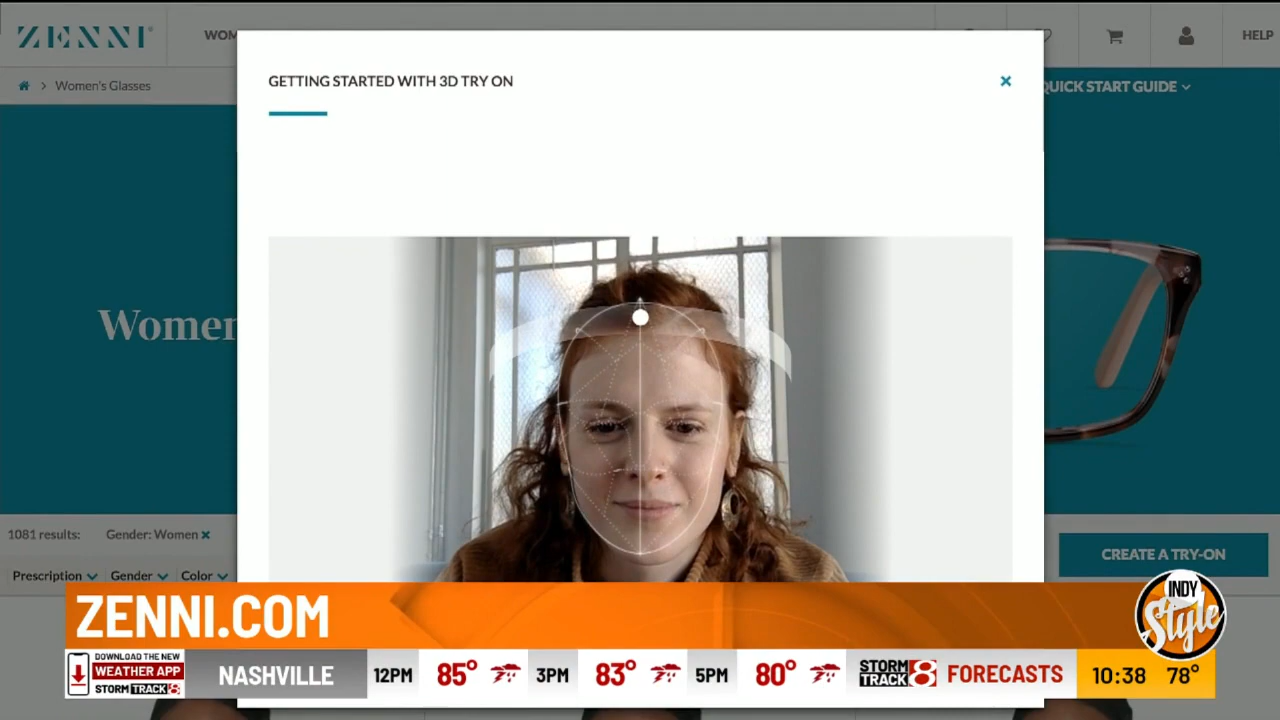 ZENNI
WOM
HELP
GETTING STARTED WITH 3D TRY ON
Women's Glasses
QUICK START GUIDE
Women
1081 results:
Gender: Women
CREATE A TRY-ON
Prescription
Gender
Color
ZENNI.COM
INDY
Style
DOWNLOAD THE NEW
WEATHER APP
STORM TRACK 8
NASHVILLE
12PM 85° 3PM 83° 5PM 80°
STORM TRACK 8 FORECASTS
10:38 78°